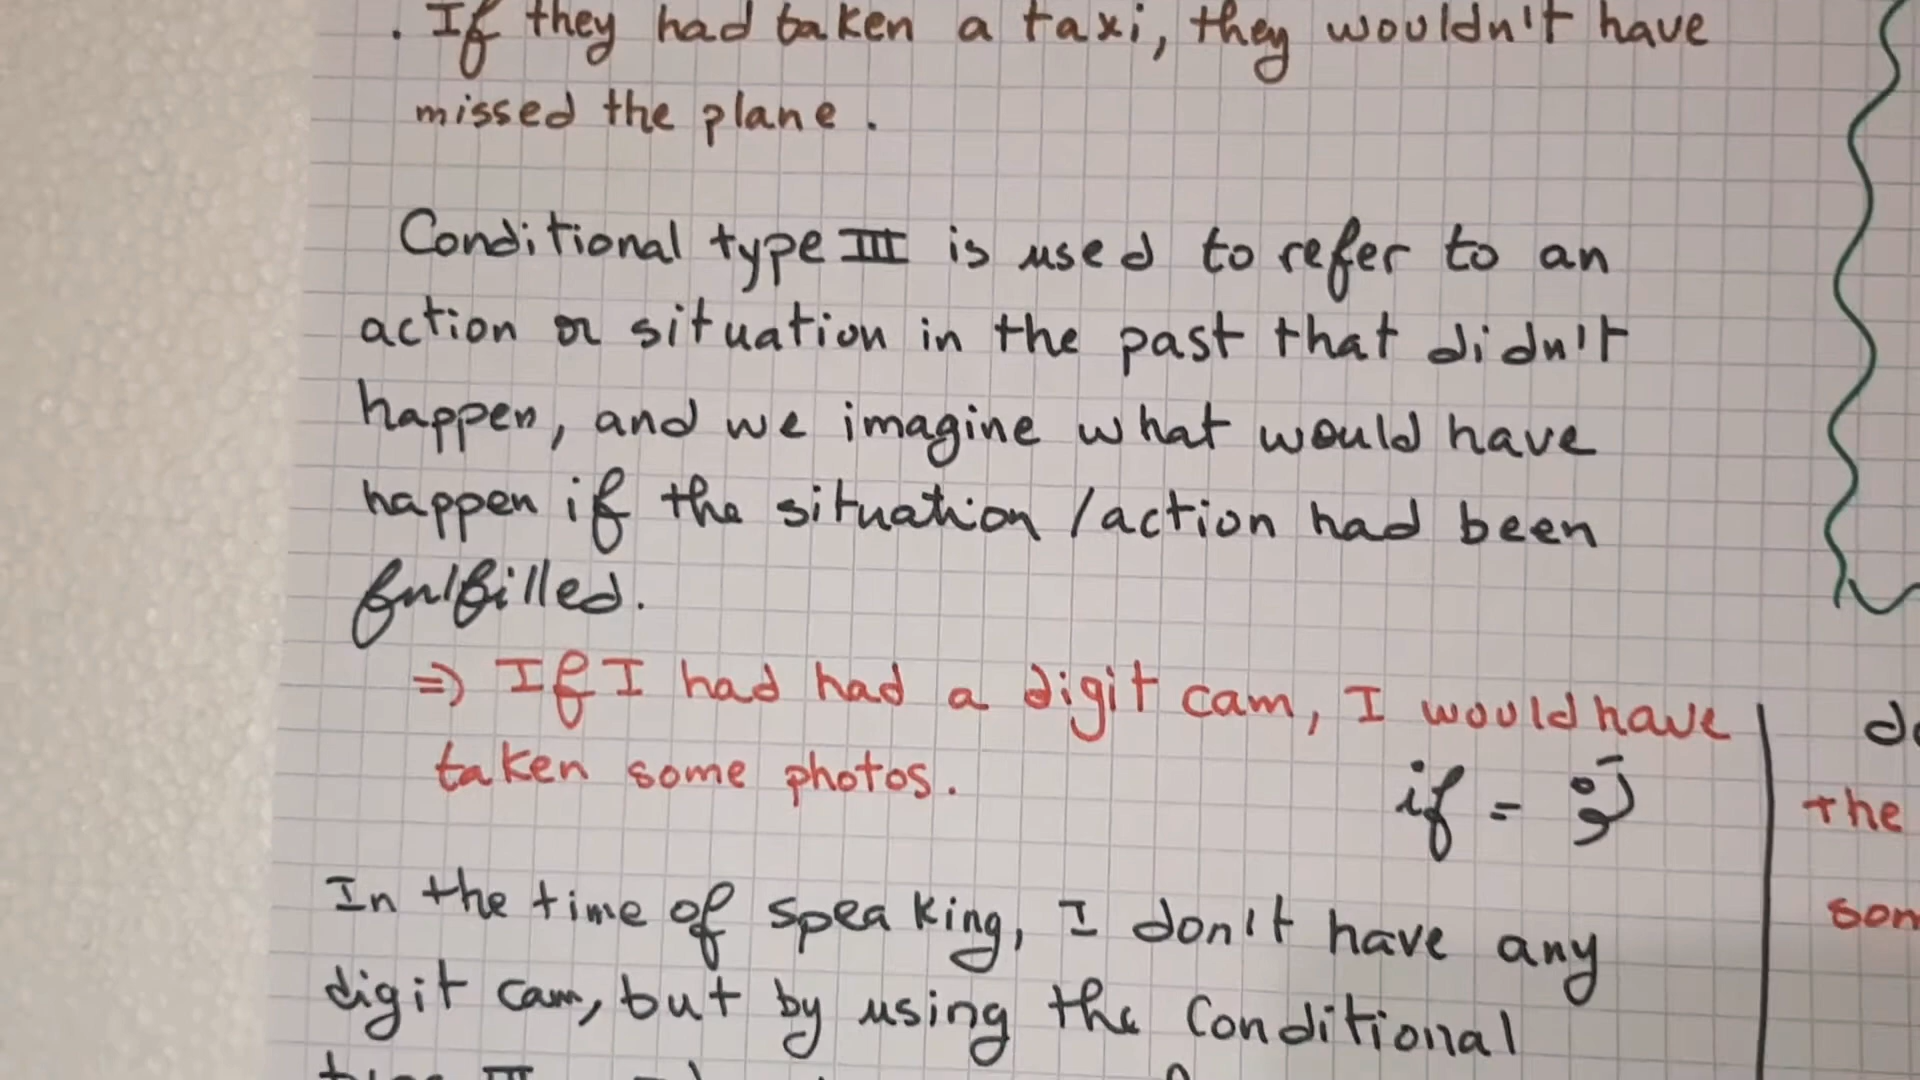 . If they had taken a taxi, they wouldn't have
missed the plane.
Conditional type III is used to refer to an
action or situation in the past that didn't
happen, and we imagine what would have
happen if the situation / action had been
fulfilled.
⇒ If I had had a digit cam, I would have
taken some photos.
if = لو
In the time of speaking, I don't have any
digit cam, but by using the Conditional
the